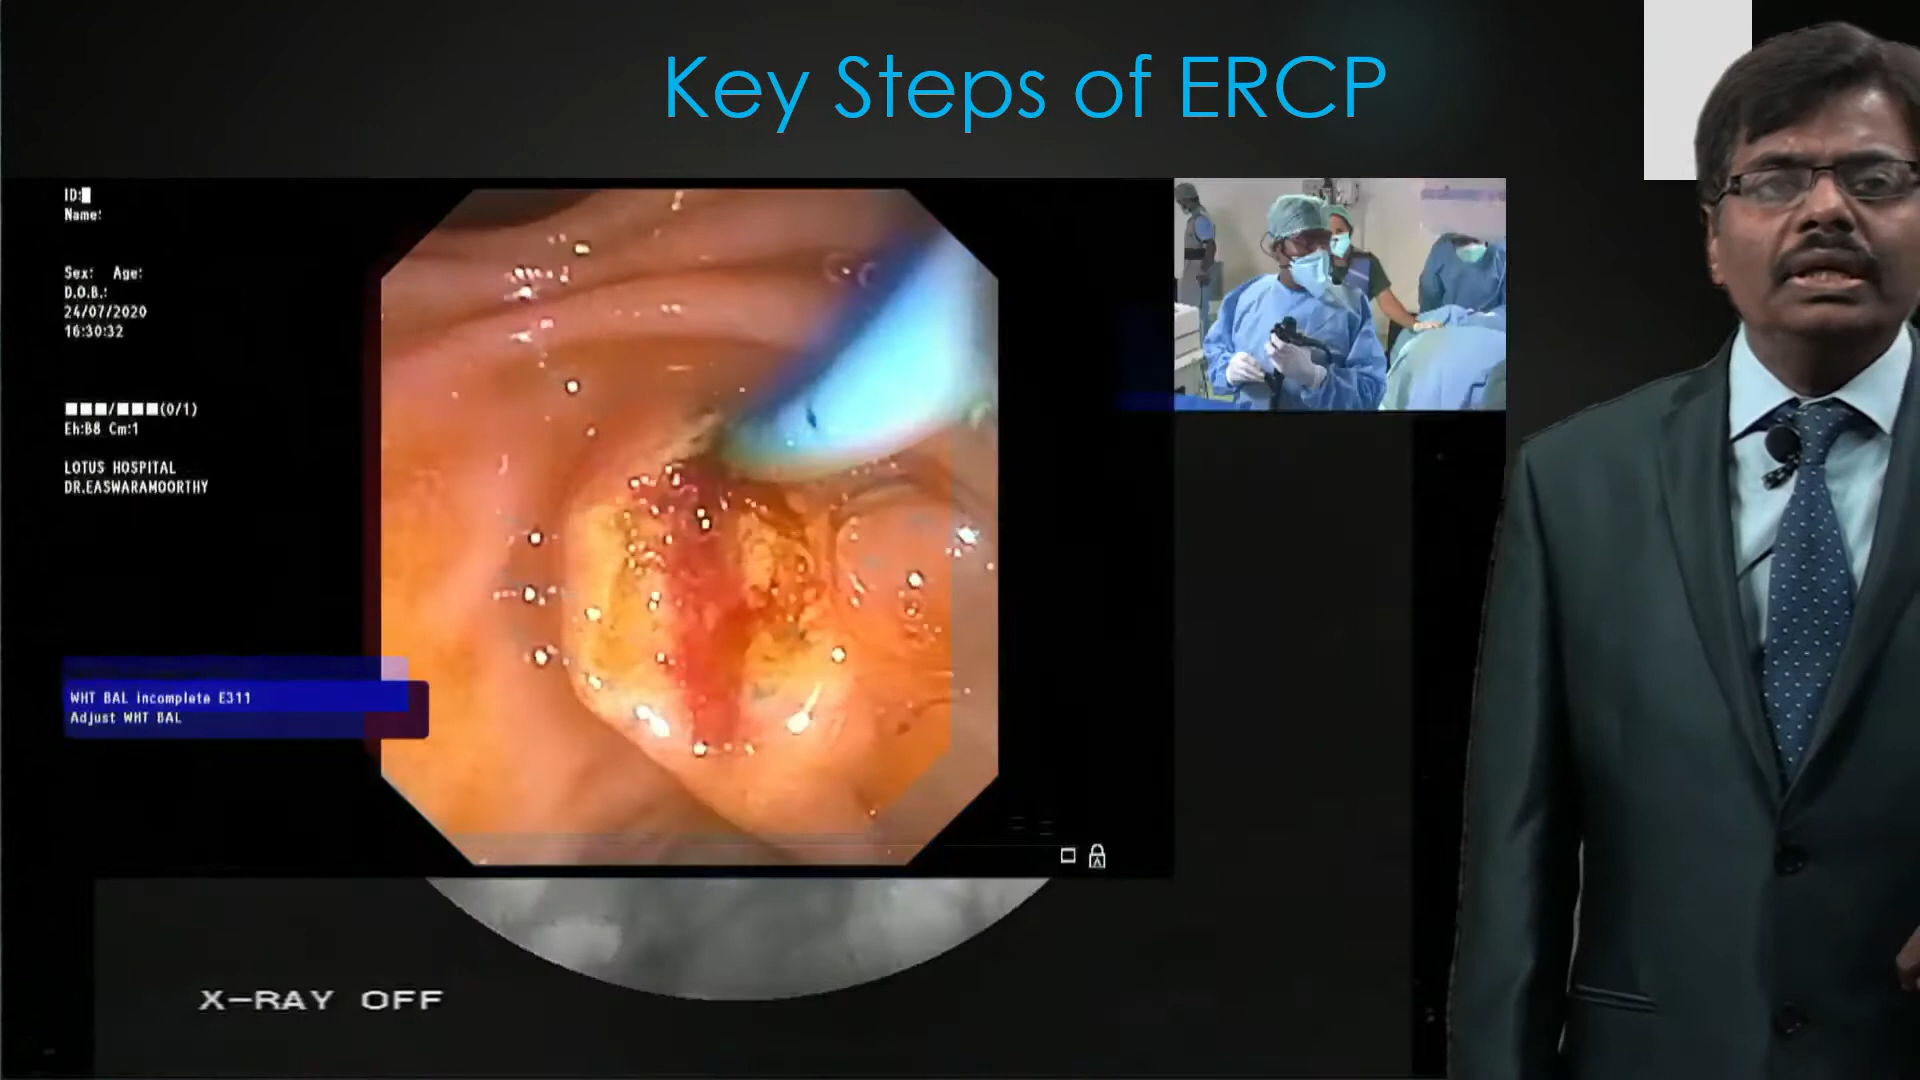 Key Steps of ERCP
ID:
Name:
Sex: Age:
D.O.B.:
24/07/2020
16:30:32
■■■/■■■(0/1)
Eh:B8 Cm:1
LOTUS HOSPITAL
DR.EASWARAMOORTHY
WHT BAL incomplete E311
Adjust WHT BAL
X-RAY OFF